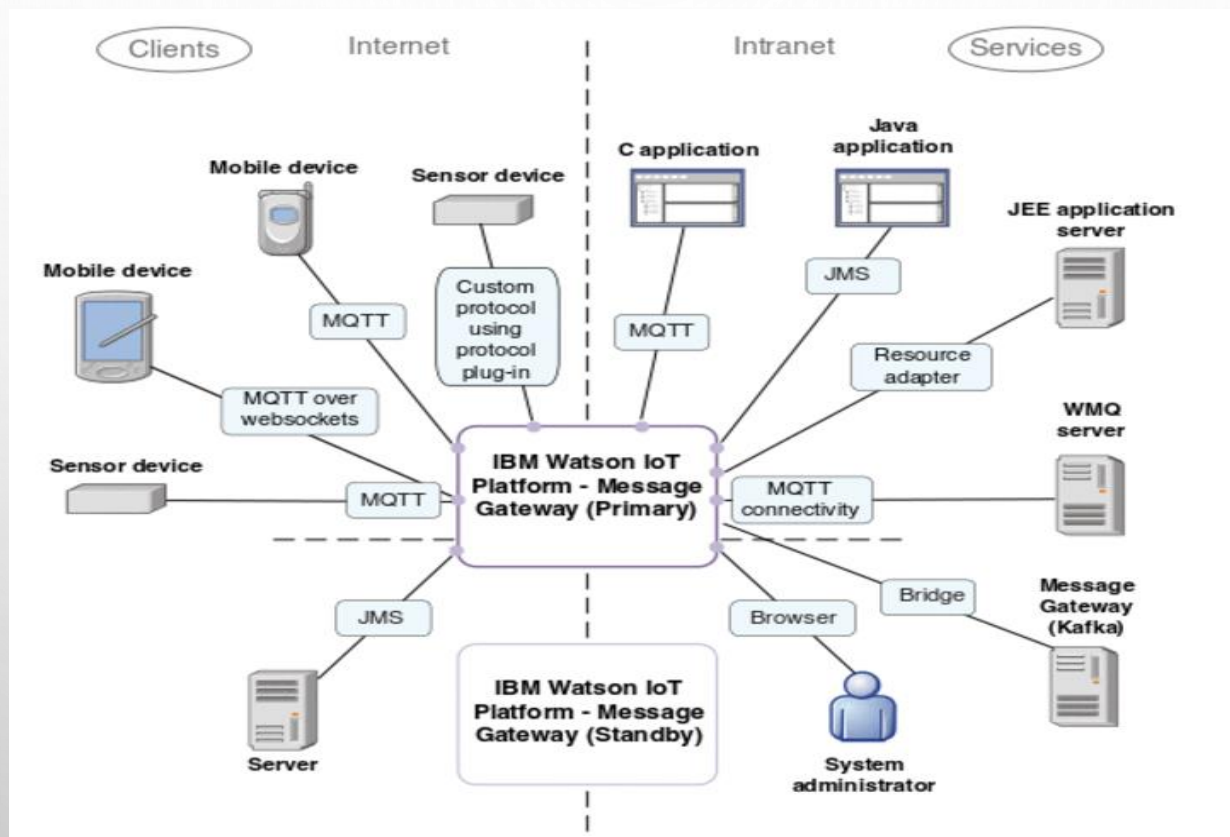 Clients
Internet
Intranet
Services
Mobile device
Sensor device
C application
Java
application
JEE application
server
Mobile device
MQTT
Custom
protocol
using
protocol
plug-in
MQTT
JMS
Resource
adapter
MQTT over
websockets
WMQ
server
Sensor device
MQTT
IBM Watson IoT
Platform - Message
Gateway (Primary)
MQTT
connectivity
JMS
Browser
Bridge
Message
Gateway
(Kafka)
Server
IBM Watson IoT
Platform - Message
Gateway (Standby)
System
administrator